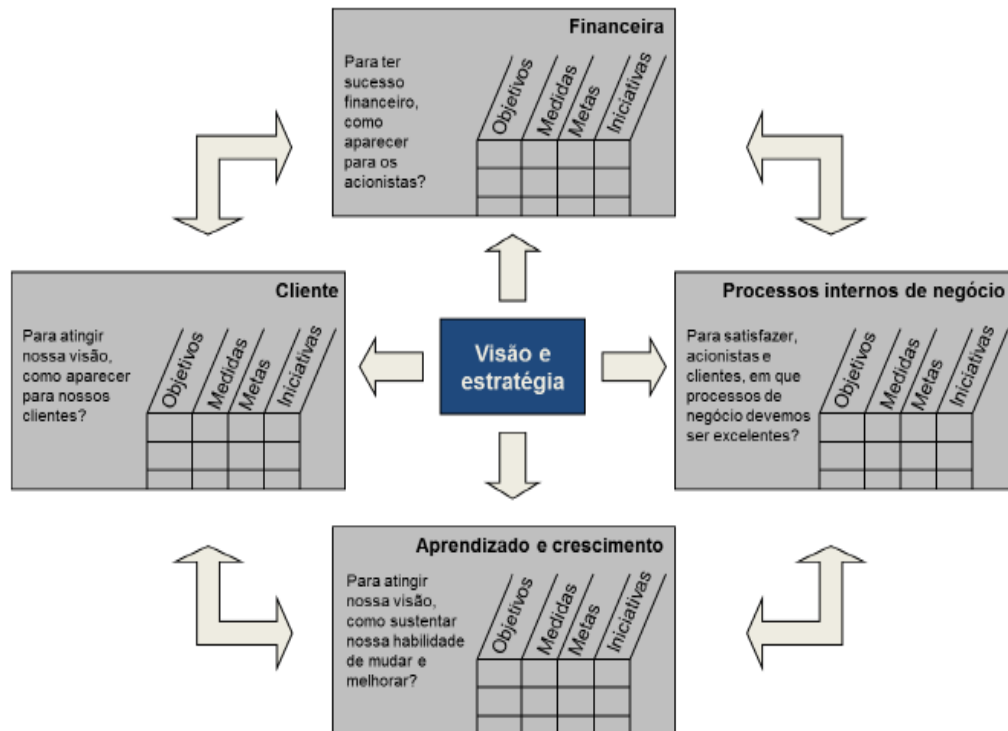 Financeira
Para ter
sucesso
financeiro,
como
aparecer
para os
acionistas?
Objetivos
Medidas
Metas
Iniciativas
Cliente
Para atingir
nossa visão,
como aparecer
para nossos
clientes?
Objetivos
Medidas
Metas
Iniciativas
Visão e
estratégia
Processos internos de negócio
Para satisfazer,
acionistas e
clientes, em que
processos de
negócio devemos
ser excelentes?
Objetivos
Medidas
Metas
Iniciativas
Aprendizado e crescimento
Para atingir
nossa visão,
como sustentar
nossa habilidade
de mudar e
melhorar?
Objetivos
Medidas
Metas
Iniciativas